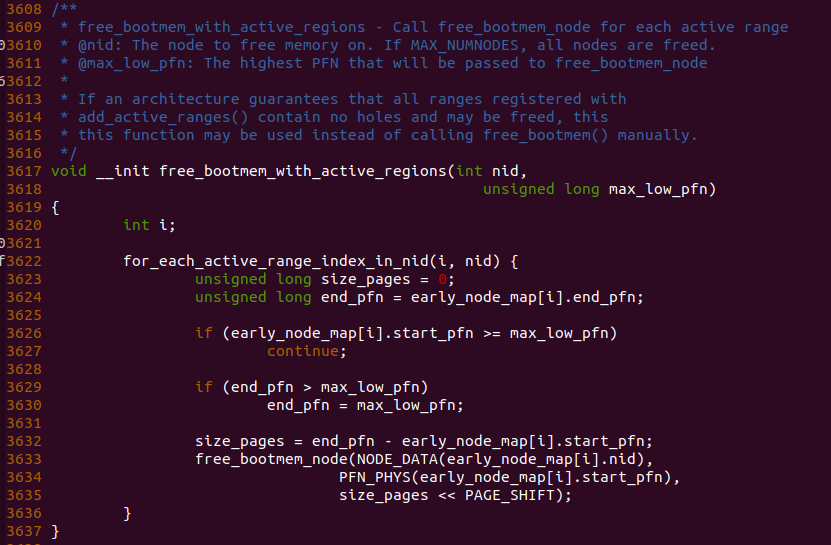 3608 /**
03609  * free_bootmem_with_active_regions - Call free_bootmem_node for each active range
03610  * @nid: The node to free memory on. If MAX_NUMNODES, all nodes are freed.
3611  * @max_low_pfn: The highest PFN that will be passed to free_bootmem_node
63612  *
3613  * If an architecture guarantees that all ranges registered with
3614  * add_active_ranges() contain no holes and may be freed, this
3615  * this function may be used instead of calling free_bootmem() manually.
3616  */
3617 void __init free_bootmem_with_active_regions(int nid,
3618                                                 unsigned long max_low_pfn)
3619 {
3620         int i;
03621
f3622         for_each_active_range_index_in_nid(i, nid) {
3623                 unsigned long size_pages = 0;
3624                 unsigned long end_pfn = early_node_map[i].end_pfn;
3625
3626                 if (early_node_map[i].start_pfn >= max_low_pfn)
3627                         continue;
3628
3629                 if (end_pfn > max_low_pfn)
3630                         end_pfn = max_low_pfn;
3631
3632                 size_pages = end_pfn - early_node_map[i].start_pfn;
3633                 free_bootmem_node(NODE_DATA(early_node_map[i].nid),
3634                                 PFN_PHYS(early_node_map[i].start_pfn),
3635                                 size_pages << PAGE_SHIFT);
3636         }
3637 }